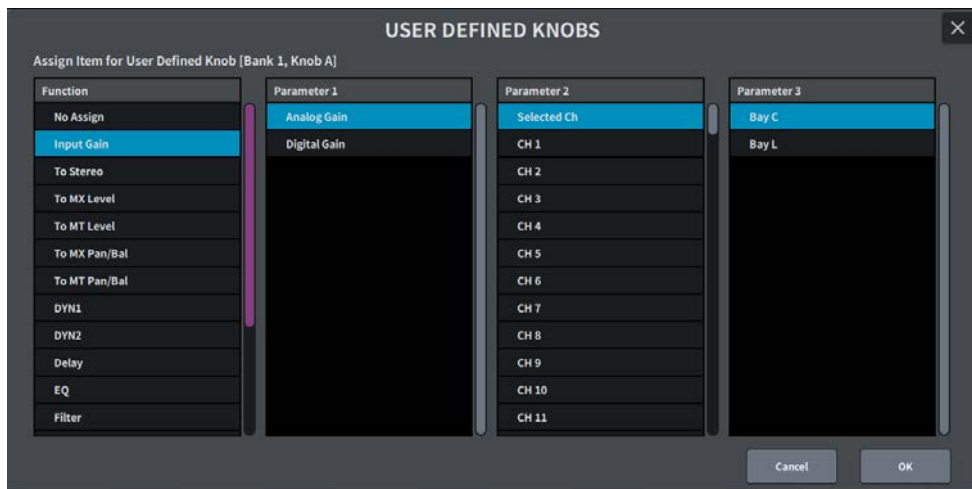 USER DEFINED KNOBS
Assign Item for User Defined Knob [Bank 1, Knob A]
Function
No Assign
Input Gain
To Stereo
To MX Level
To MT Level
To MX Pan/Bal
To MT Pan/Bal
DYN1
DYN2
Delay
EQ
Filter
Parameter 1
Analog Gain
Digital Gain
Parameter 2
Selected Ch
CH 1
CH 2
CH 3
CH 4
CH 5
CH 6
CH 7
CH 8
CH 9
CH 10
CH 11
Parameter 3
Bay C
Bay L
Cancel
OK